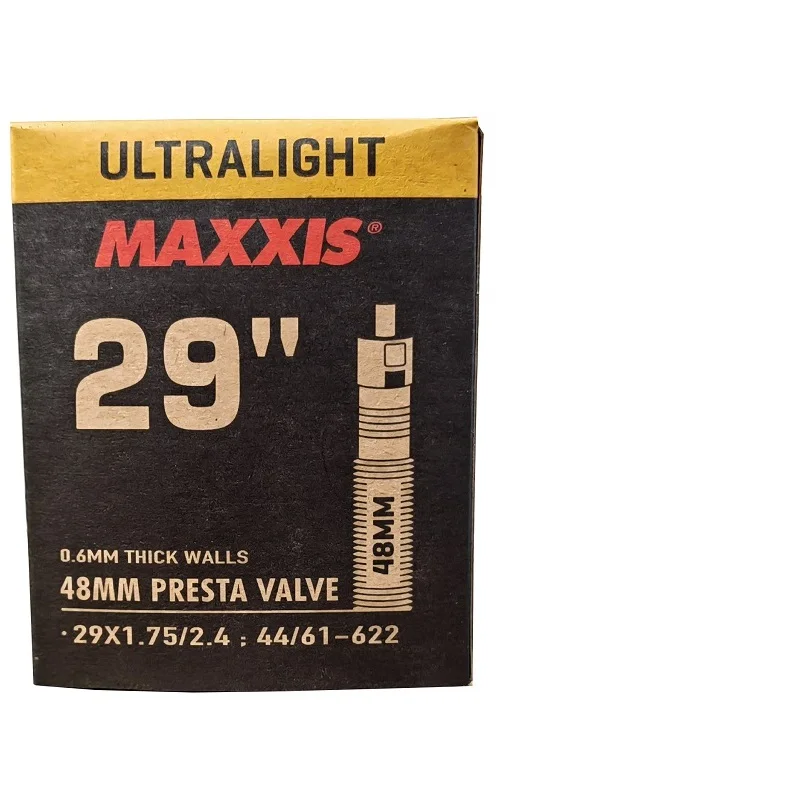 ULTRALIGHT
MAXXIS®
29"
48MM
0.6MM THICK WALLS
48MM PRESTA VALVE
·29X1.75/2.4 ; 44/61-622